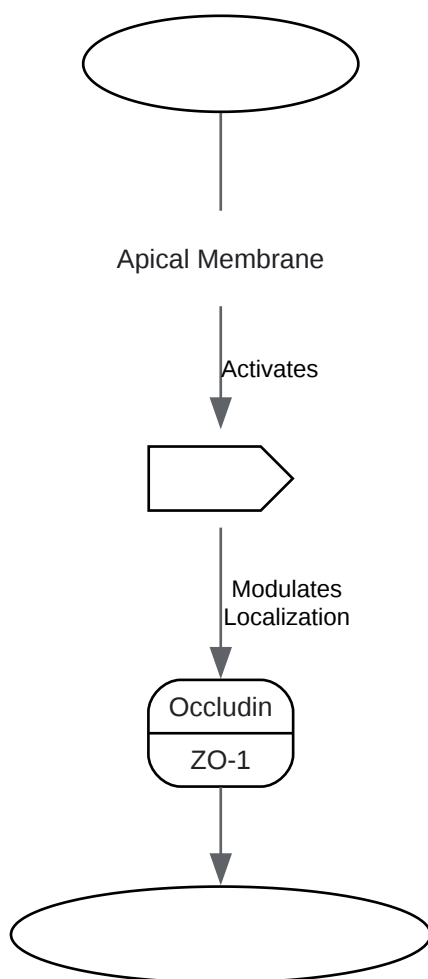 Apical Membrane
Activates
Modulates
Localization
Occludin
ZO-1